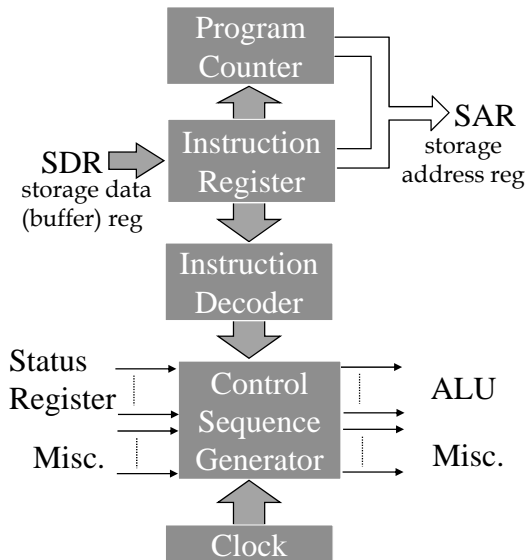 Program
Counter
SDR
storage data
(buffer) reg
Instruction
Register
SAR
storage
address reg
Instruction
Decoder
Status
Register
Misc.
Control
Sequence
Generator
ALU
Misc.
Clock